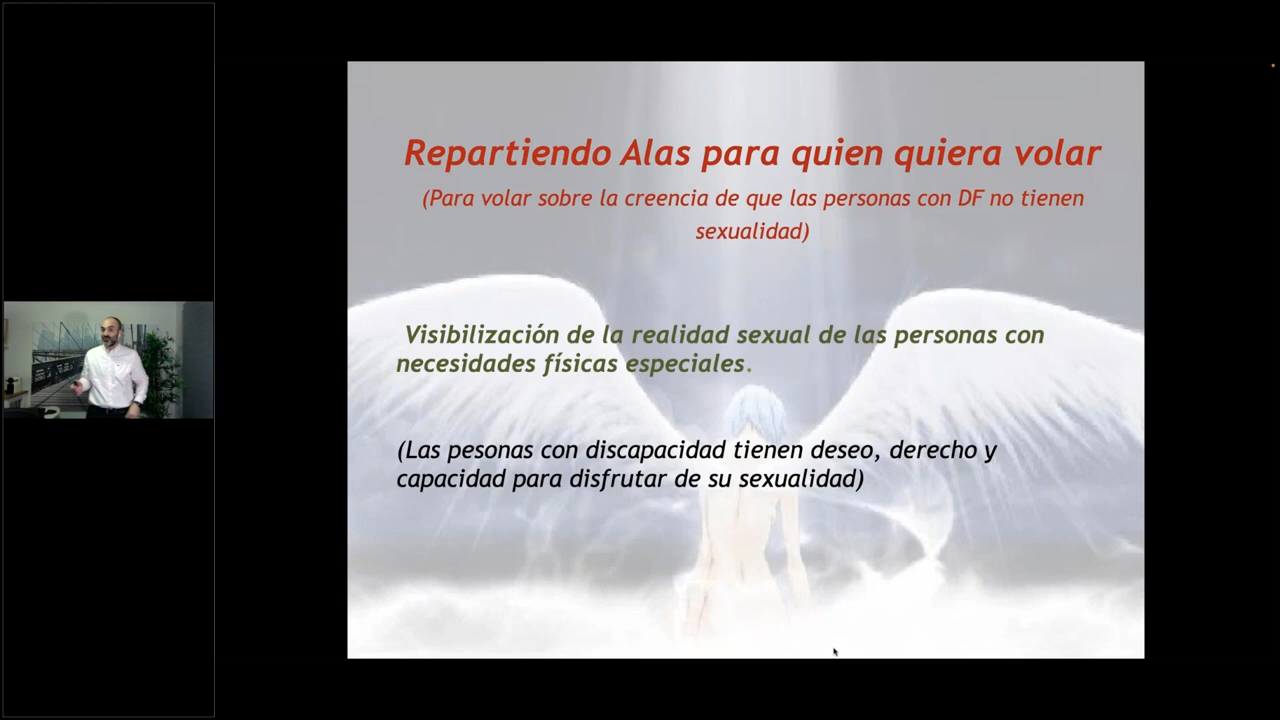 Repartiendo Alas para quien quiera volar
(Para volar sobre la creencia de que las personas con DF no tienen
sexualidad)
Visibilización de la realidad sexual de las personas con
necesidades físicas especiales.
(Las pesonas con discapacidad tienen deseo, derecho y
capacidad para disfrutar de su sexualidad)